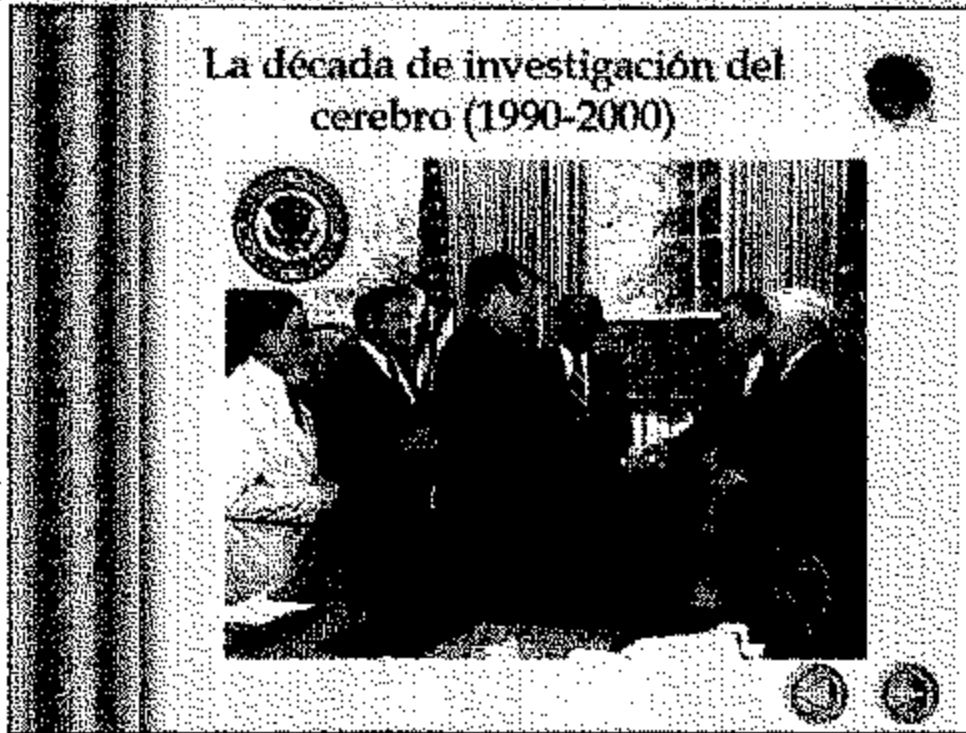 La década de investigación del
cerebro (1990-2000)